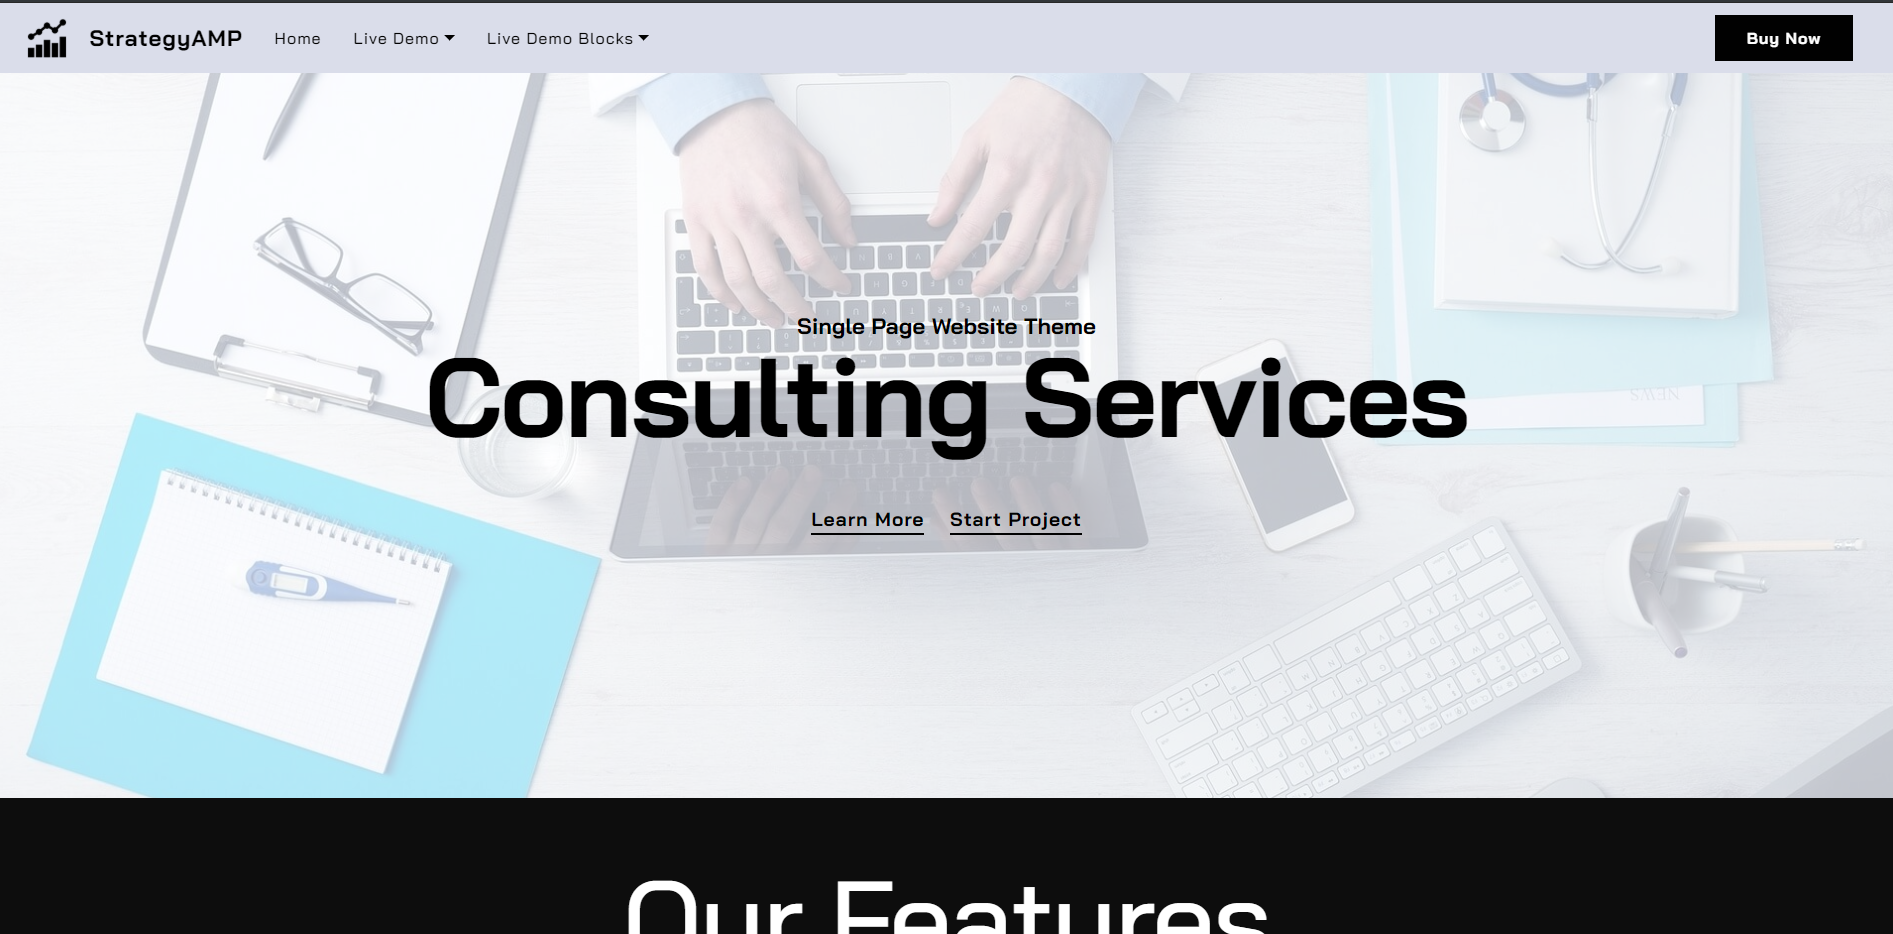 StrategyAMP
Home
Live Demo
Live Demo Blocks
Buy Now
Single Page Website Theme
Consulting Services
Learn More
Start Project
NEWS
Our Features